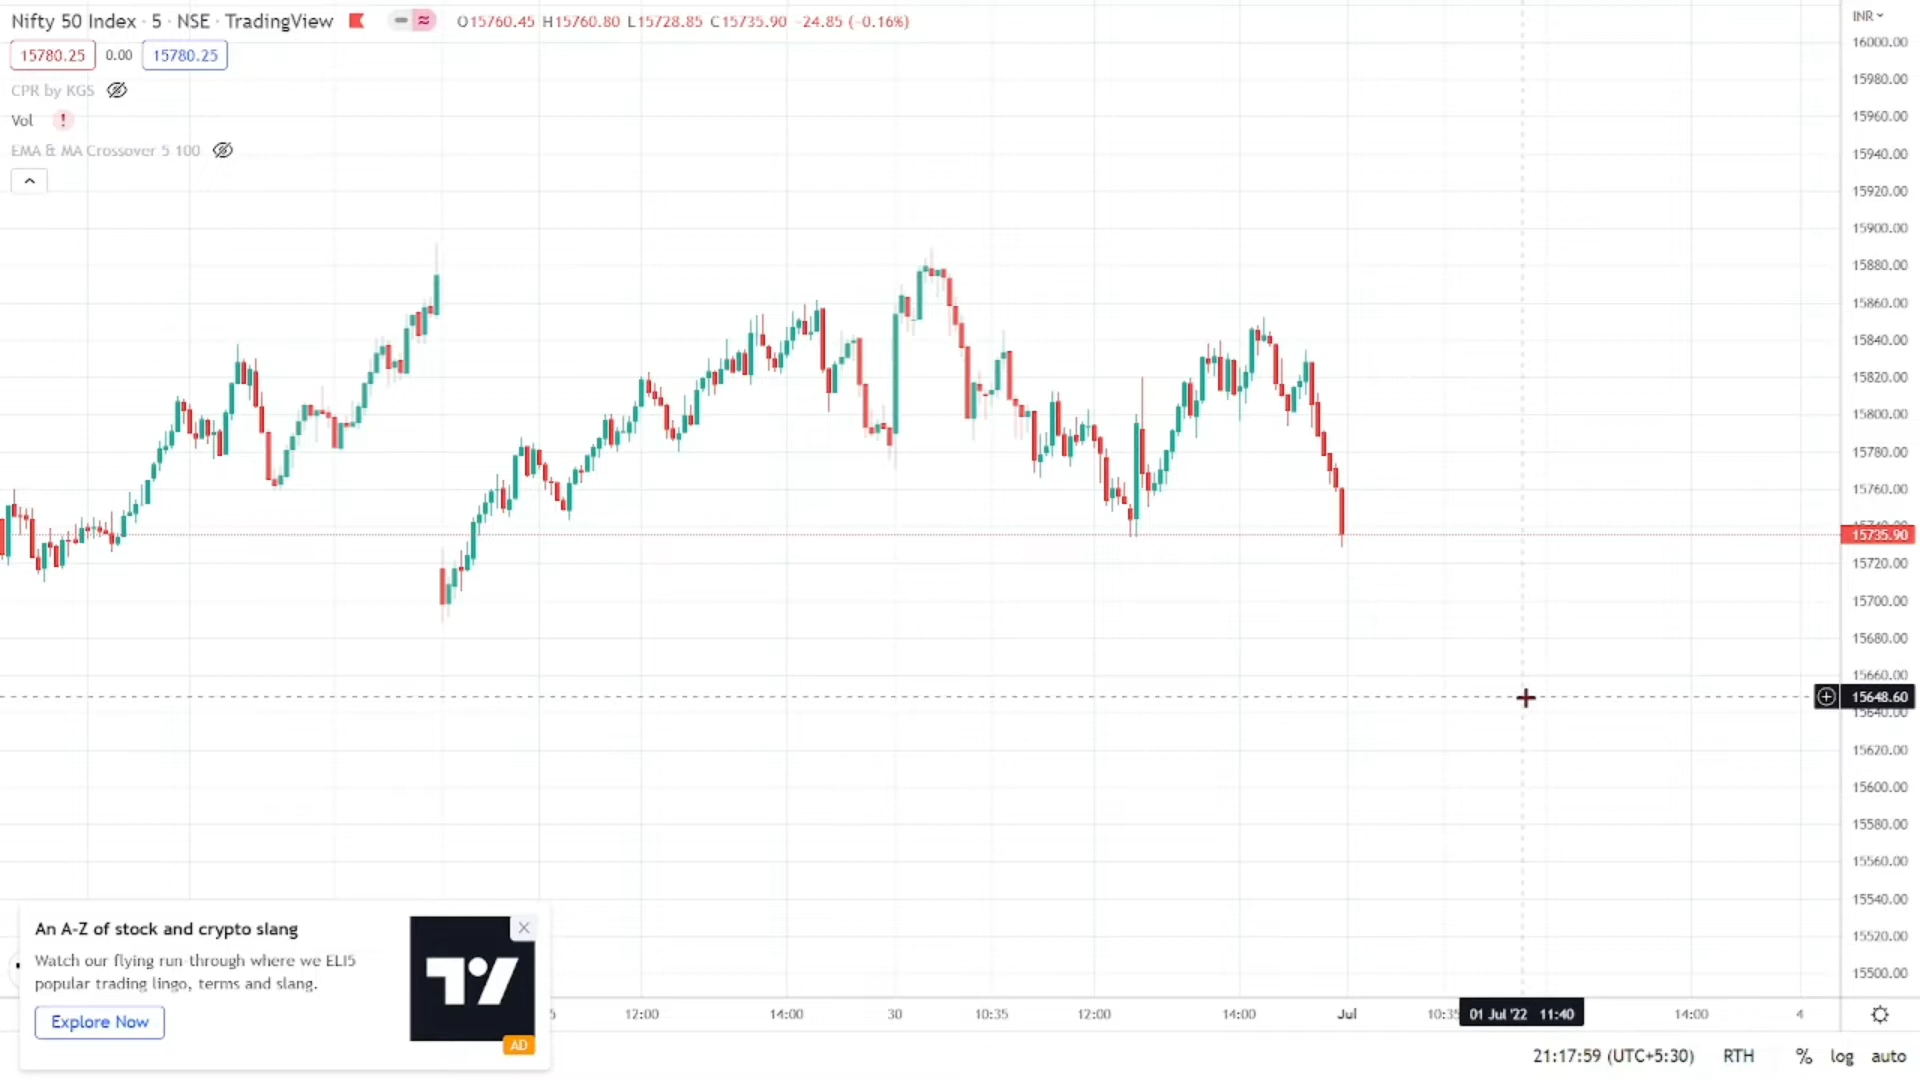 Nifty 50 Index · 5 · NSE · TradingView O15760.45 H15760.80 L15728.85 C15735.90 -24.85 (-0.16%)
15780.25 0.00 15780.25
CPR by KGS
Vol !
EMA & MA Crossover 5 100
INR
16000.00
15980.00
15960.00
15940.00
15920.00
15900.00
15880.00
15860.00
15840.00
15820.00
15800.00
15780.00
15760.00
15740.00
15735.90
15720.00
15700.00
15680.00
15660.00
15648.60
15640.00
15620.00
15600.00
15580.00
15560.00
15540.00
15520.00
15500.00
An A-Z of stock and crypto slang
Watch our flying run-through where we ELI5
popular trading lingo, terms and slang.
Explore Now
AD
5 12:00 14:00 30 10:35 12:00 14:00 Jul 10:35 01 Jul '22 11:40 14:00 4
21:17:59 (UTC+5:30) RTH % log auto